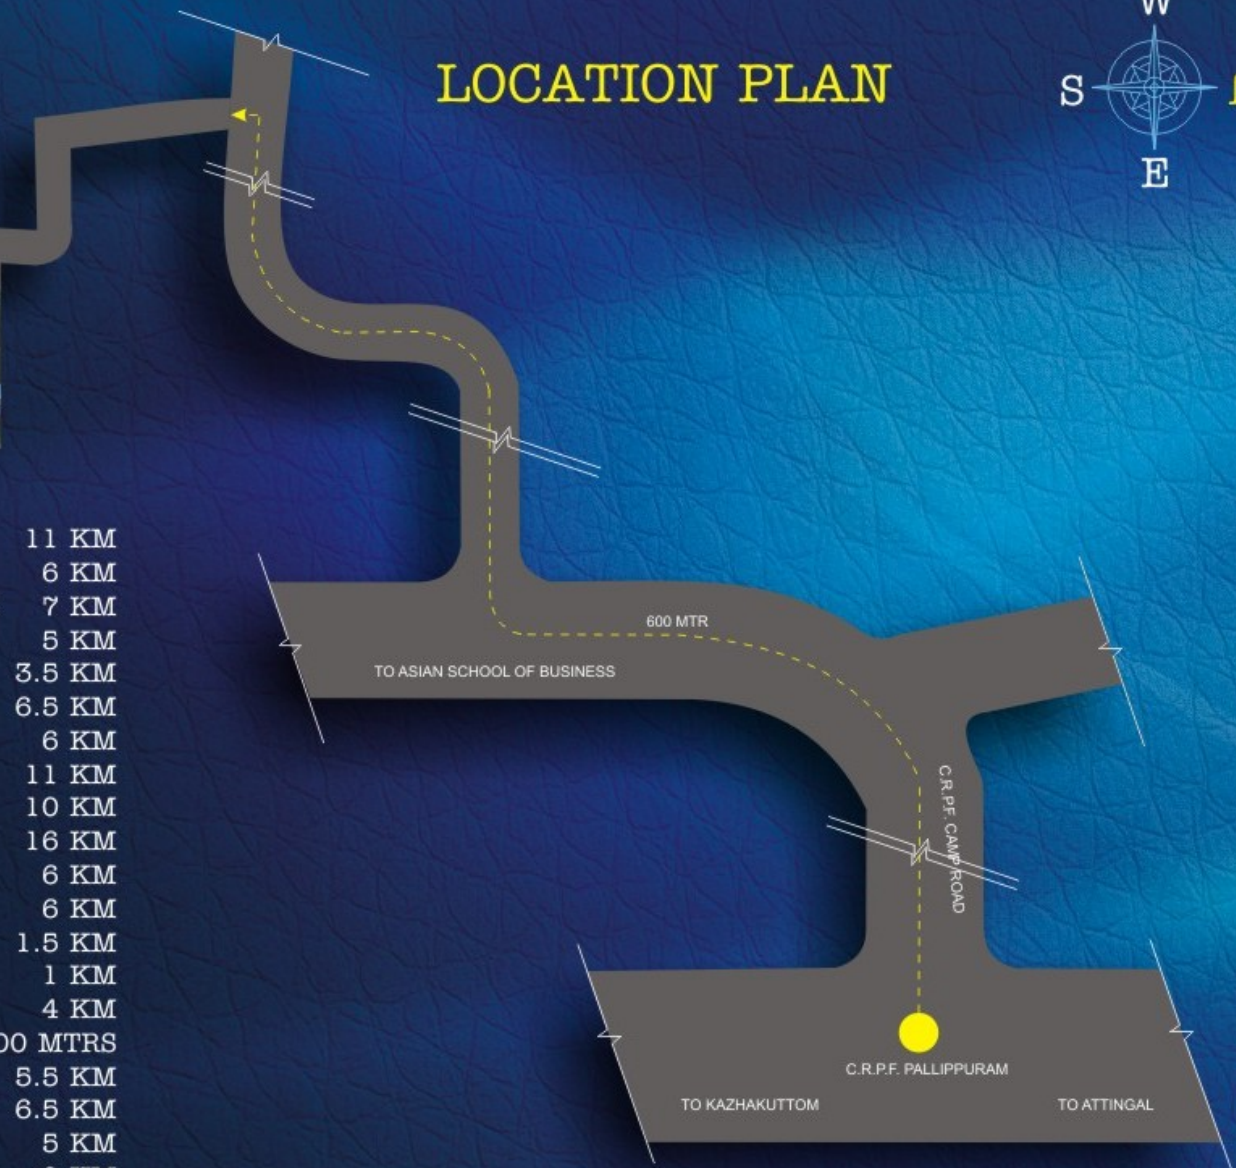 W
LOCATION PLAN
S
E
11 KM
6 KM
7 KM
5 KM
3.5 KM
6.5 KM
6 KM
11 KM
10 KM
16 KM
6 KM
6 KM
1.5 KM
1 KM
4 KM
00 MTRS
5.5 KM
6.5 KM
5 KM
600 MTR
TO ASIAN SCHOOL OF BUSINESS
C.R.P.F. CAMP ROAD
C.R.P.F. PALLIPPURAM
TO KAZHAKUTTOM
TO ATTINGAL